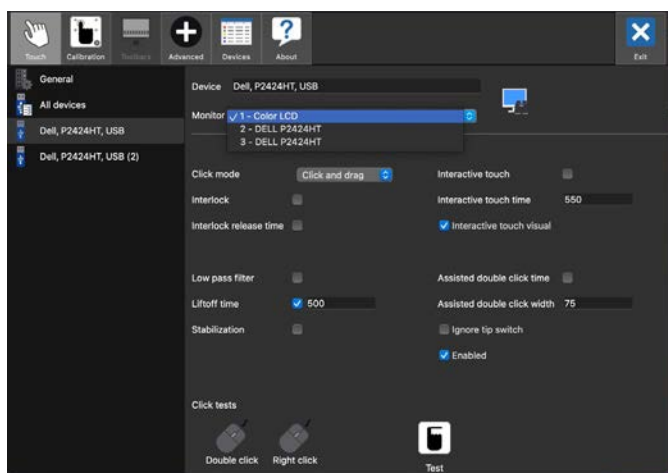 Touch
Calibration
Toolbars
Advanced
Devices
About
Exit
General
All devices
Dell, P2424HT, USB
Dell, P2424HT, USB (2)
Device Dell, P2424HT, USB
Monitor ✓ 1 - Color LCD
2 - DELL P2424HT
3 - DELL P2424HT
Click mode Click and drag Interactive touch
Interlock Interactive touch time 550
Interlock release time Interactive touch visual
Low pass filter Assisted double click time
Liftoff time 500 Assisted double click width 75
Stabilization Ignore tip switch
Enabled
Click tests
Double click Right click Test